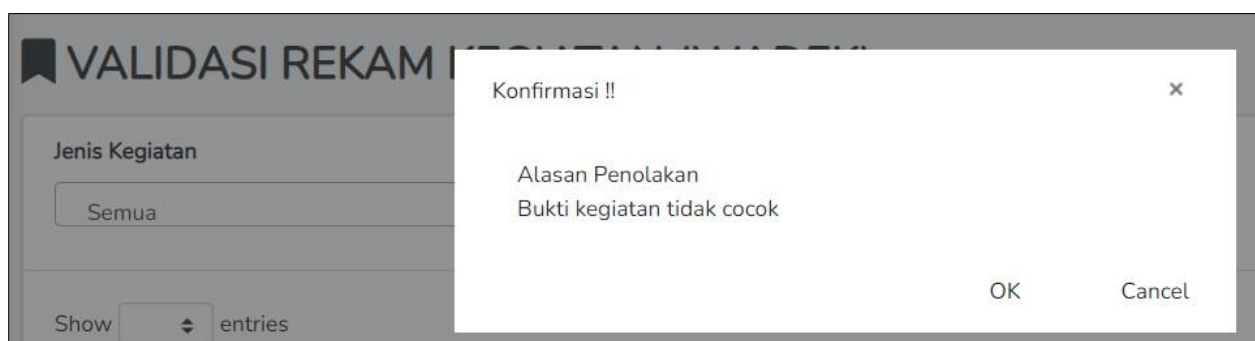 VALIDASI REKAM
Konfirmasi !!
×
Jenis Kegiatan
Semua
Alasan Penolakan
Bukti kegiatan tidak cocok
OK Cancel
Show entries